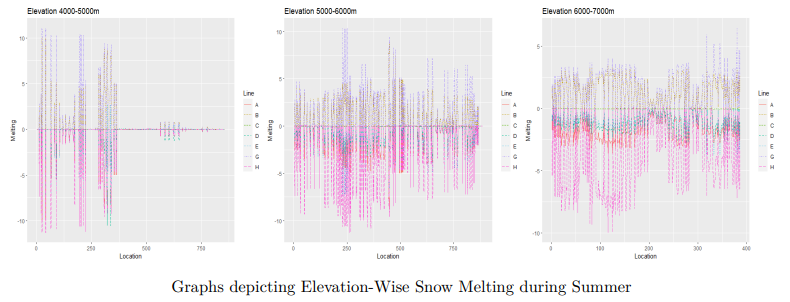 Elevation 4000-5000m
10
5
0
-5
-10
Melting
0
250
500
750
Location
Line
A
B
C
D
E
G
H
Elevation 5000-6000m
10
5
0
-5
-10
Melting
0
250
500
750
Location
Line
A
B
C
D
E
G
H
Elevation 6000-7000m
5
0
-5
-10
Melting
0
100
200
300
400
Location
Line
A
B
C
D
E
G
H
Graphs depicting Elevation-Wise Snow Melting during Summer